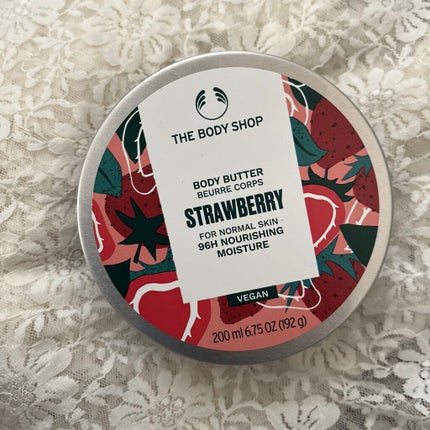 THE BODY SHOP
BODY BUTTER
BEURRE CORPS
STRAWBERRY
FOR NORMAL SKIN
96H NOURISHING
MOISTURE
VEGAN
200 ml 6.75 OZ (192 g)